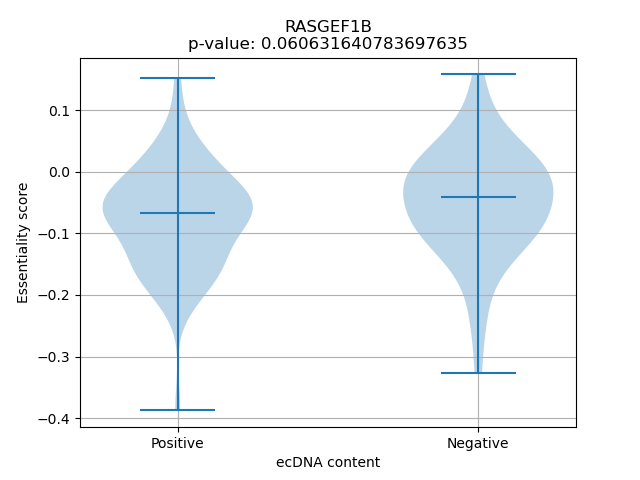 RASGEF1B
p-value: 0.060631640783697635
0.1
0.0
−0.1
−0.2
−0.3
−0.4
Essentiality score
Positive
Negative
ecDNA content